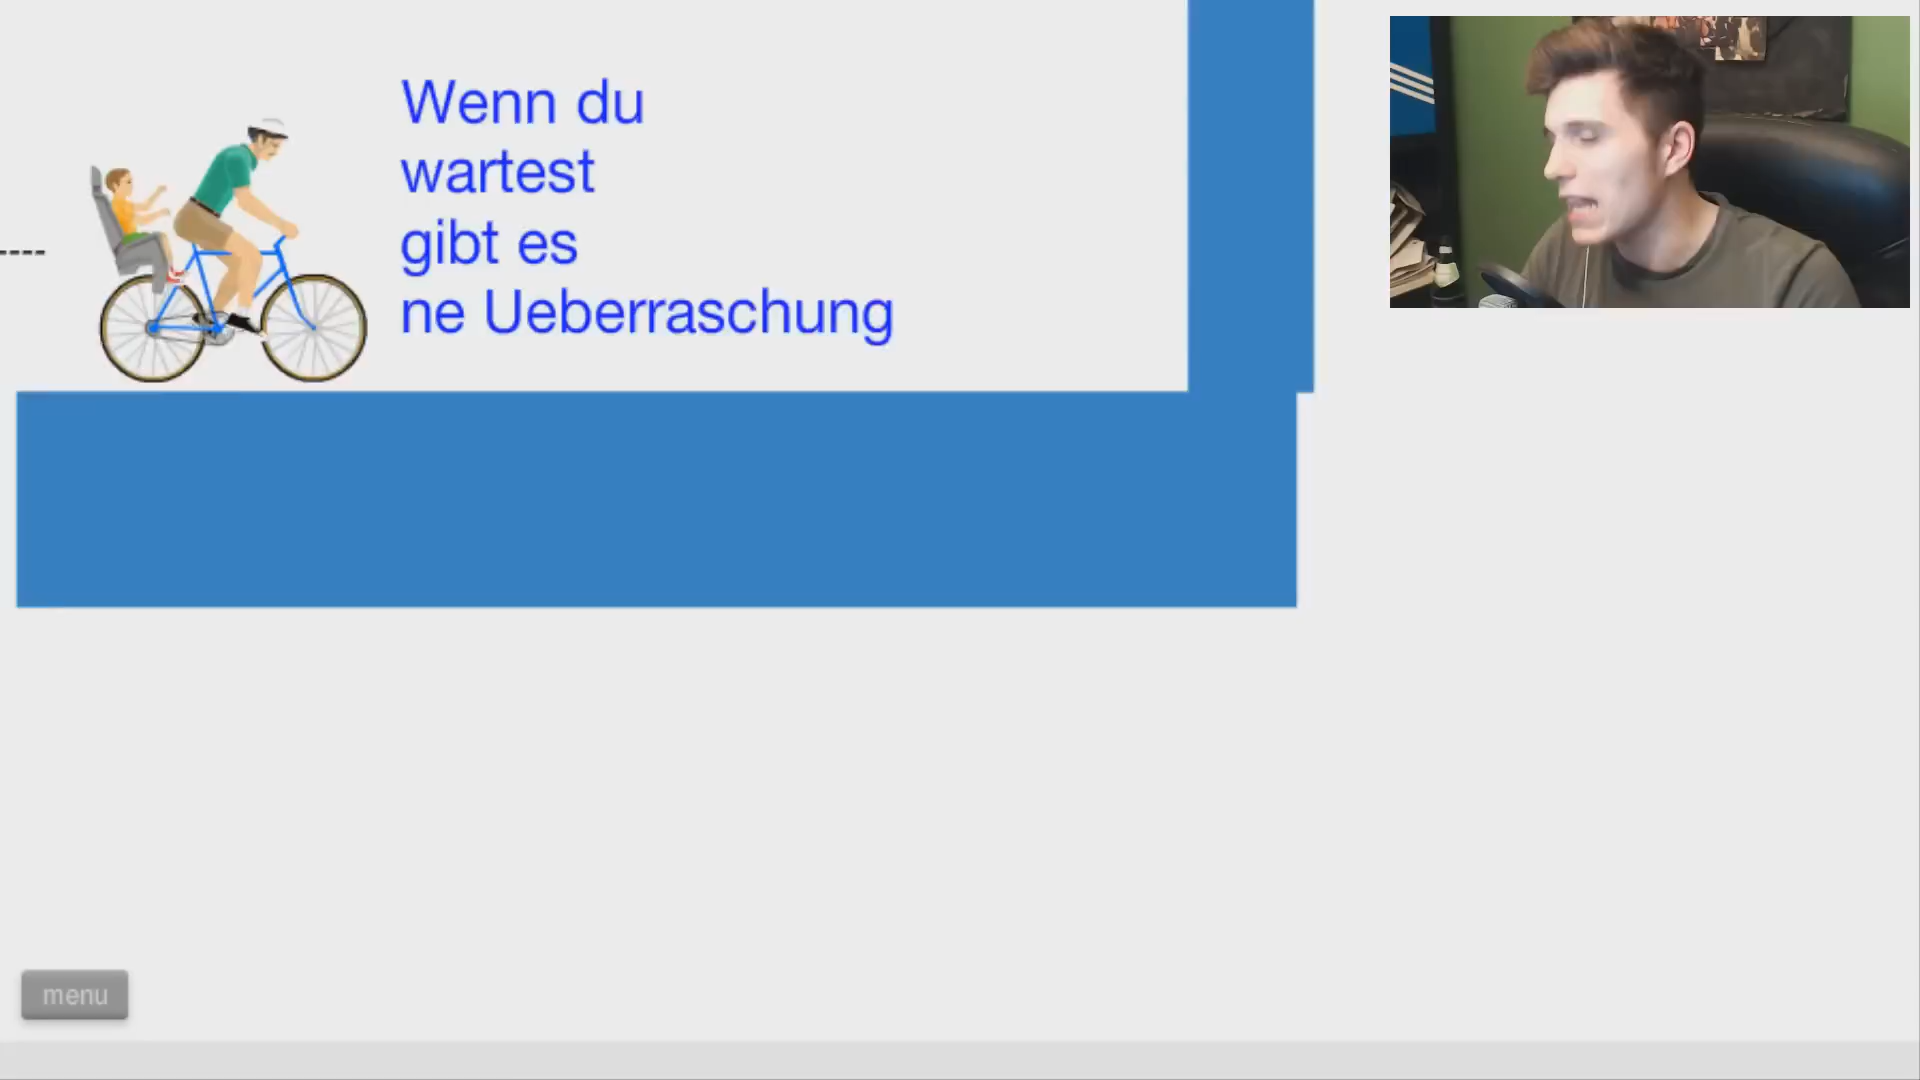 Wenn du
wartest
gibt es
ne Ueberraschung
menu